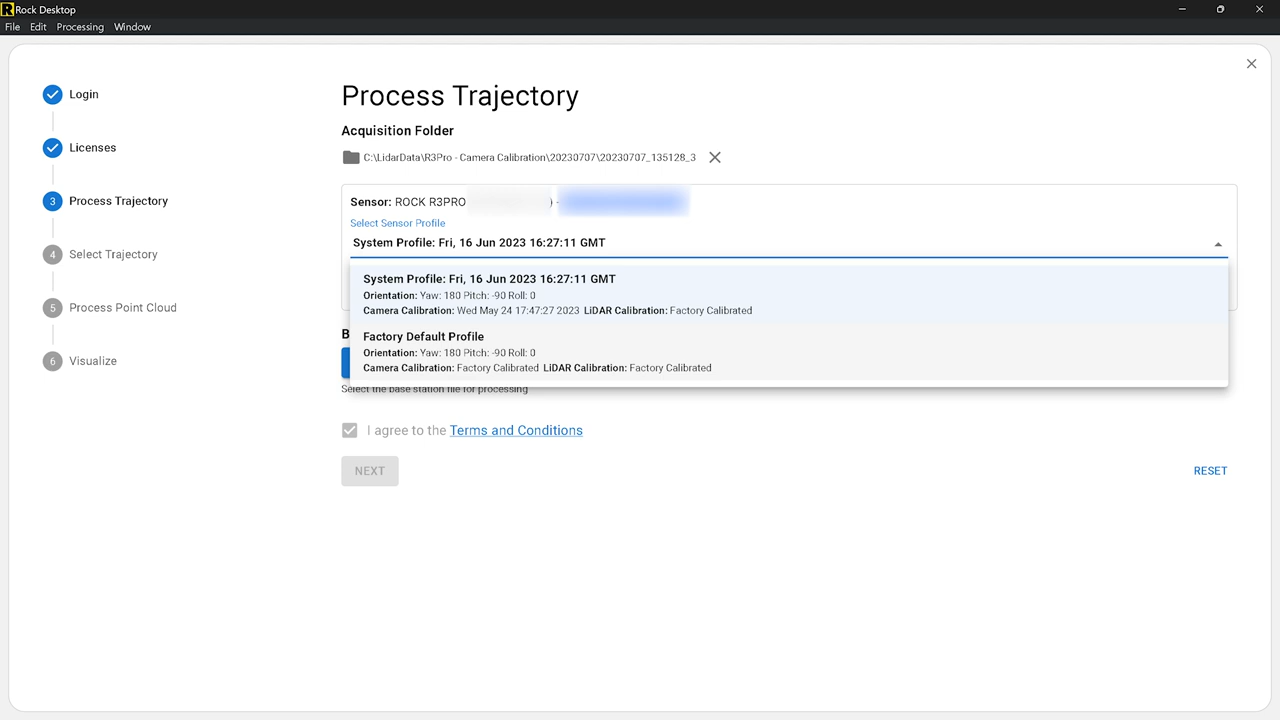 Rock Desktop
File Edit Processing Window
Login
Licenses
3 Process Trajectory
4 Select Trajectory
5 Process Point Cloud
6 Visualize
Process Trajectory
Acquisition Folder
C:\LidarData\R3Pro - Camera Calibration\20230707\20230707_135128_3
Sensor: ROCK R3PRO ) -
Select Sensor Profile
System Profile: Fri, 16 Jun 2023 16:27:11 GMT
System Profile: Fri, 16 Jun 2023 16:27:11 GMT
Orientation: Yaw: 180 Pitch: -90 Roll: 0
Camera Calibration: Wed May 24 17:47:27 2023 LiDAR Calibration: Factory Calibrated
Factory Default Profile
Orientation: Yaw: 180 Pitch: -90 Roll: 0
Camera Calibration: Factory Calibrated LiDAR Calibration: Factory Calibrated
B
Select the base station file for processing
I agree to the Terms and Conditions
NEXT
RESET